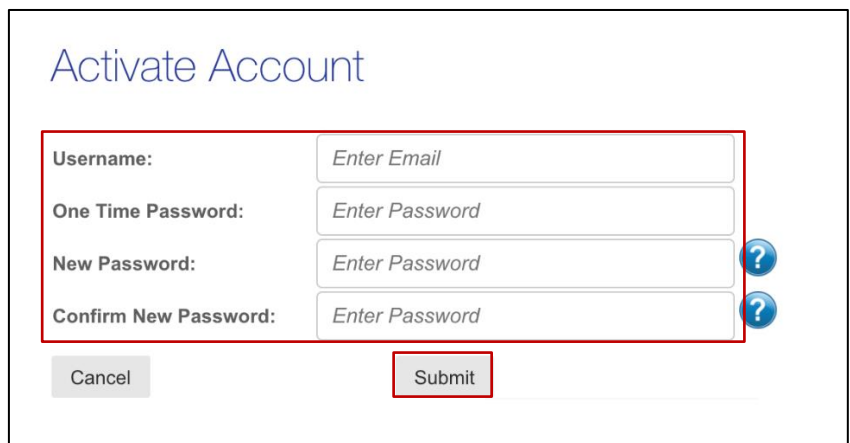 Activate Account
Username: Enter Email
One Time Password: Enter Password
New Password: Enter Password ?
Confirm New Password: Enter Password ?
Cancel Submit